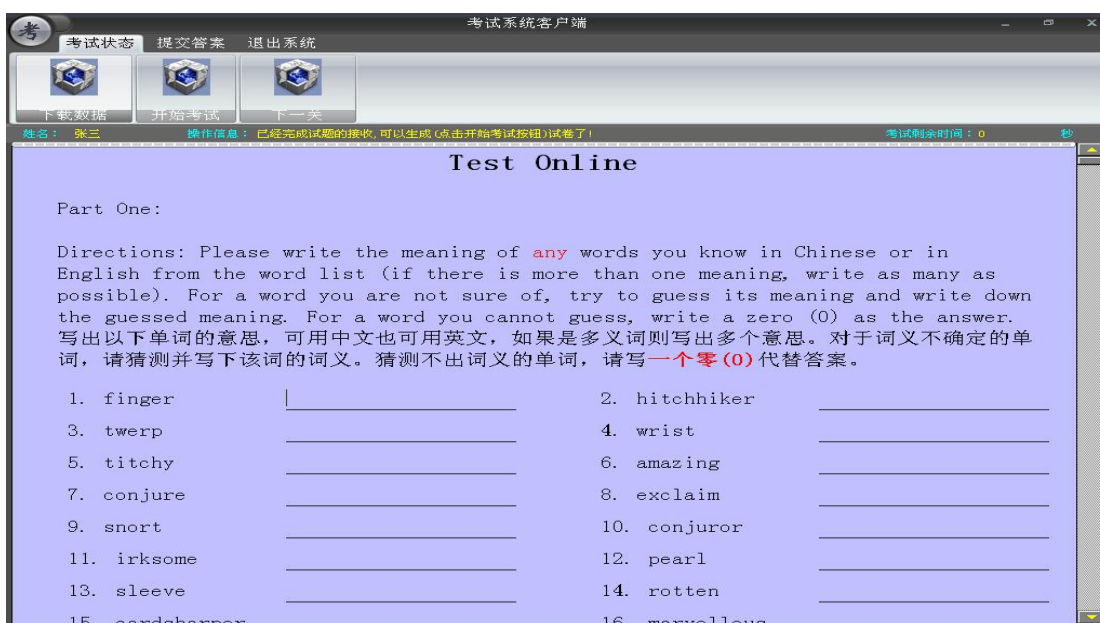 考试系统客户端
考
考试状态 提交答案 退出系统
下载数据 开始考试 下一关
姓名： 张三 操作信息： 已经完成试题的接收,可以生成(点击开始考试按钮)试卷了! 考试剩余时间：0 秒
Test Online
Part One:
Directions: Please write the meaning of any words you know in Chinese or in
English from the word list (if there is more than one meaning, write as many as
possible). For a word you are not sure of, try to guess its meaning and write down
the guessed meaning. For a word you cannot guess, write a zero (0) as the answer.
写出以下单词的意思，可用中文也可用英文，如果是多义词则写出多个意思。对于词义不确定的单
词，请猜测并写下该词的词义。猜测不出词义的单词，请写一个零(0)代替答案。
1. finger 2. hitchhiker
3. twerp 4. wrist
5. titchy 6. amazing
7. conjure 8. exclaim
9. snort 10. conjuror
11. irksome 12. pearl
13. sleeve 14. rotten
15. cardsharper 16. marvellous